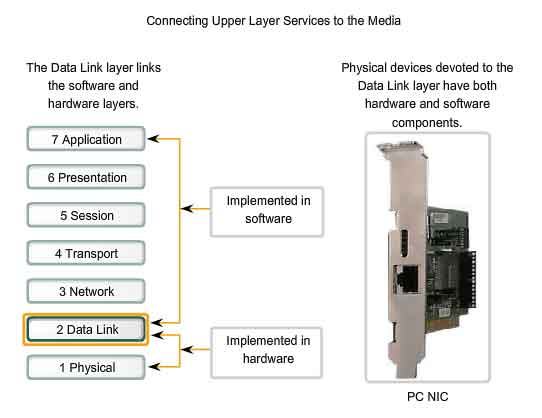 Connecting Upper Layer Services to the Media
The Data Link layer links
the software and
hardware layers.
7 Application
6 Presentation
5 Session
4 Transport
3 Network
2 Data Link
1 Physical
Implemented in
software
Implemented in
hardware
Physical devices devoted to the
Data Link layer have both
hardware and software
components.
PC NIC